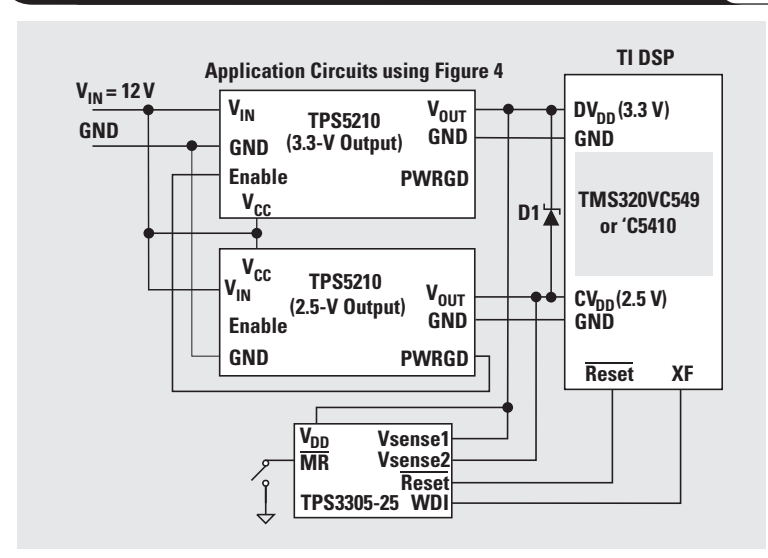 TI DSP
Application Circuits using Figure 4
V_IN = 12 V
GND
V_IN
TPS5210
(3.3-V Output)
GND
Enable
V_CC
V_OUT
GND
PWRGD
DV_DD (3.3 V)
GND
TMS320VC549
or ‘C5410
D1
V_CC
V_IN
TPS5210
(2.5-V Output)
Enable
GND
V_OUT
GND
PWRGD
CV_DD (2.5 V)
GND
Reset
XF
V_DD
MR
Vsense1
Vsense2
Reset
TPS3305-25 WDI